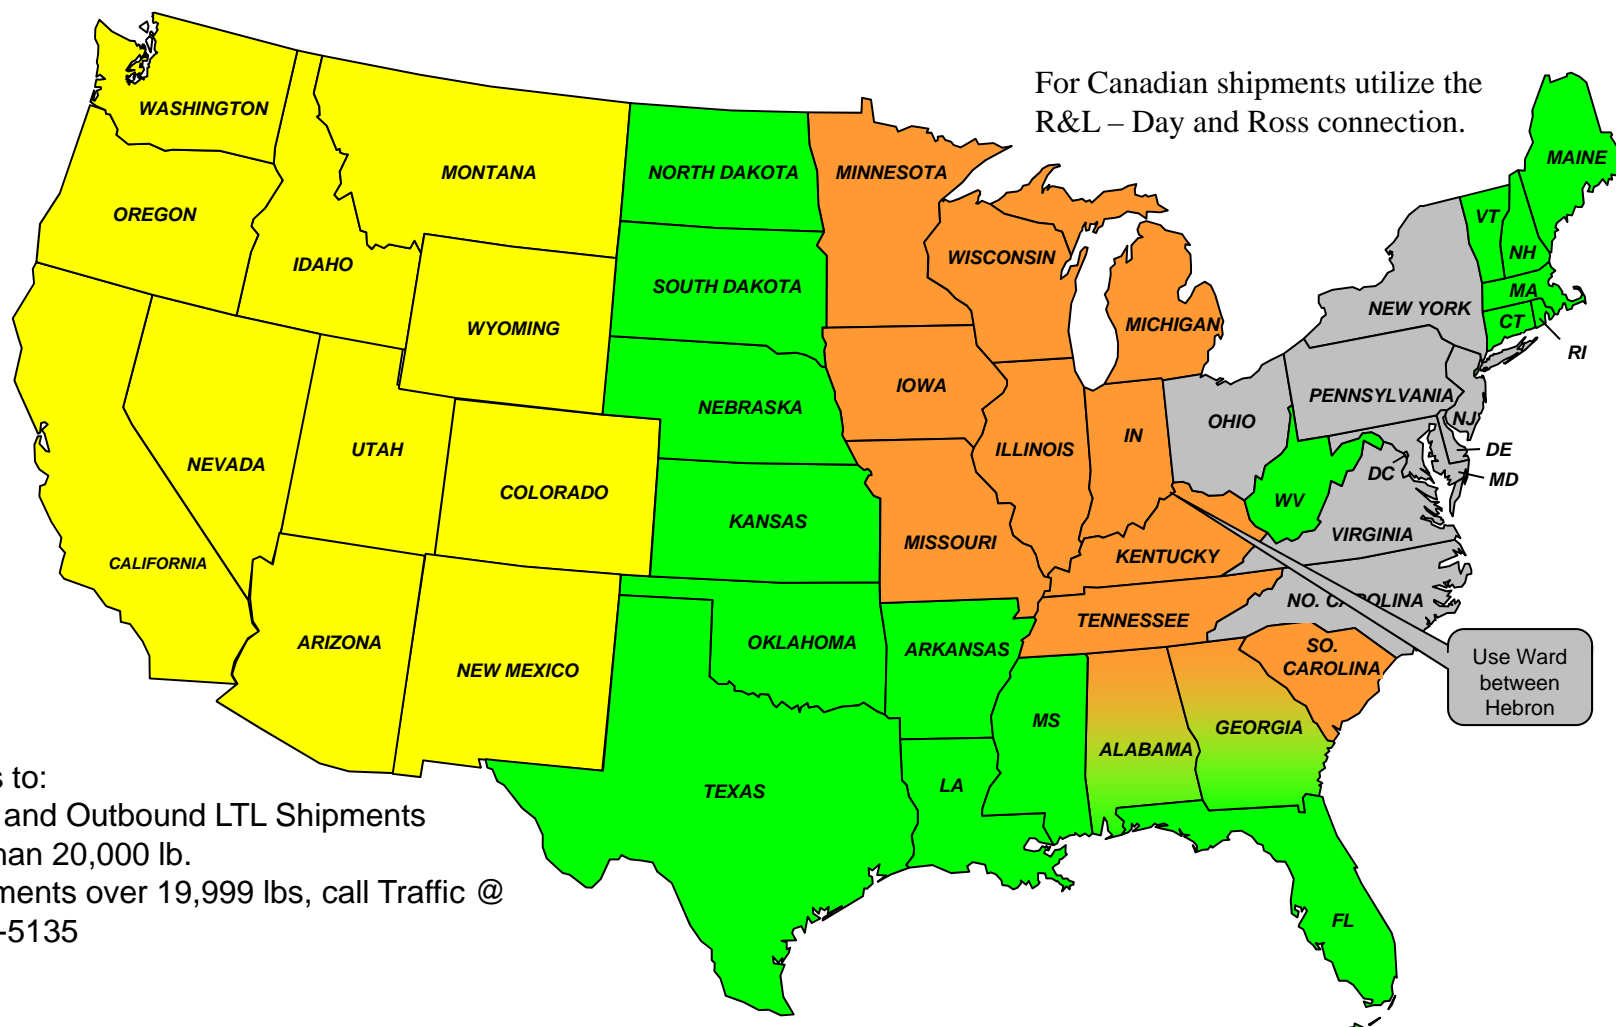 For Canadian shipments utilize the
R&L – Day and Ross connection.
WASHINGTON
MONTANA
NORTH DAKOTA
MINNESOTA
MAINE
OREGON
IDAHO
VT
NH
WISCONSIN
SOUTH DAKOTA
MA
WYOMING
MICHIGAN
NEW YORK
CT
RI
IOWA
PENNSYLVANIA
NEBRASKA
OHIO
NJ
IN
UTAH
ILLINOIS
DE
NEVADA
DC
MD
COLORADO
WV
KANSAS
VIRGINIA
MISSOURI
KENTUCKY
CALIFORNIA
NO. CAROLINA
TENNESSEE
ARIZONA
OKLAHOMA
ARKANSAS
SO.
CAROLINA
NEW MEXICO
Use Ward
between
Hebron
MS
GEORGIA
ALABAMA
TEXAS
LA
FL
s to:
and Outbound LTL Shipments
han 20,000 lb.
ments over 19,999 lbs, call Traffic @
-5135